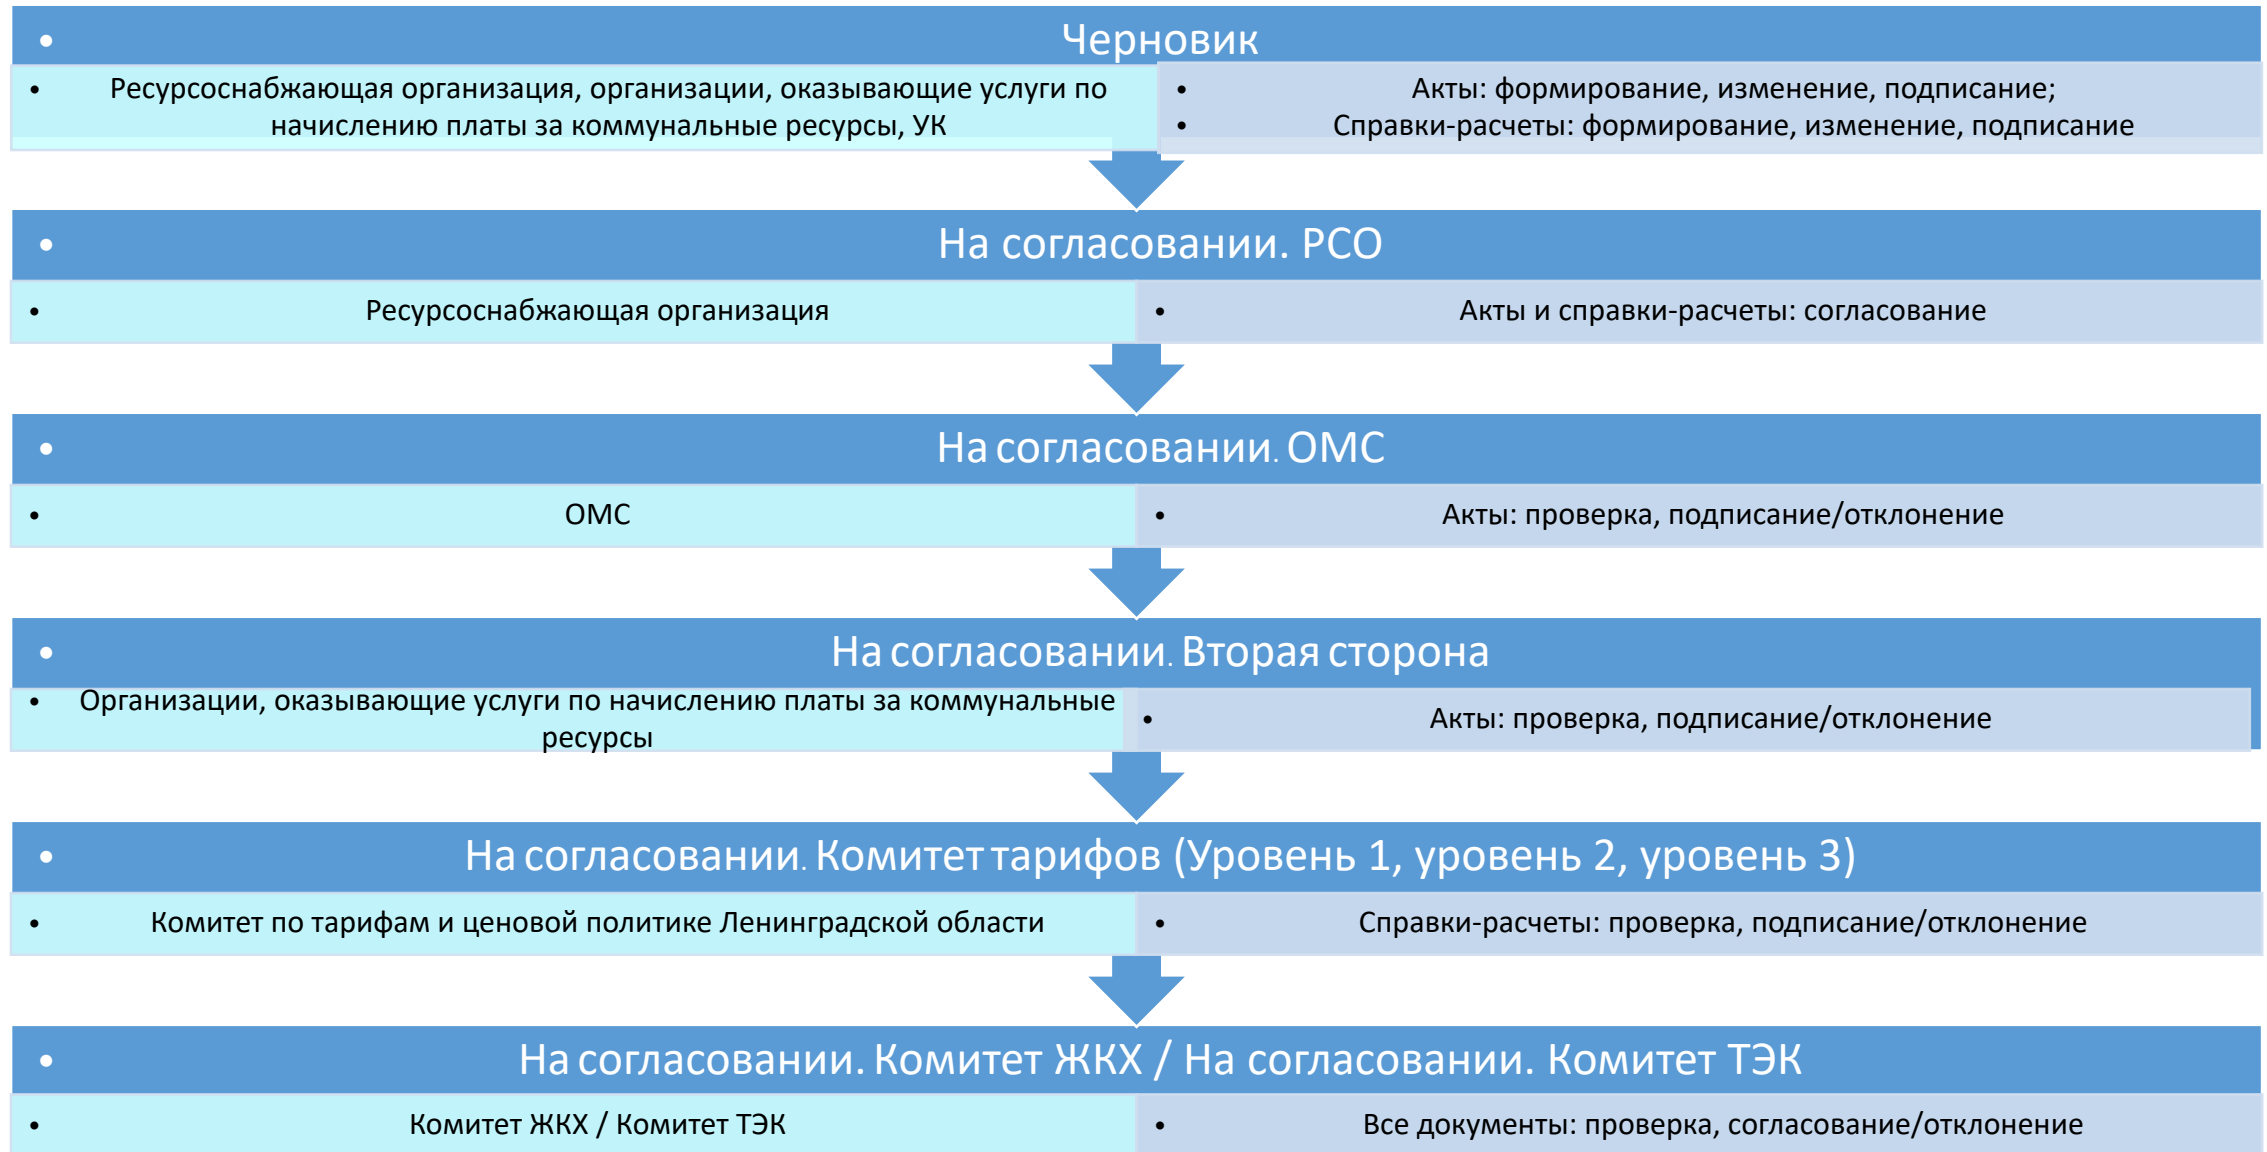 • Черновик
• Ресурсоснабжающая организация, организации, оказывающие услуги по
начислению платы за коммунальные ресурсы, УК
• Акты: формирование, изменение, подписание;
• Справки-расчеты: формирование, изменение, подписание
• На согласовании. РСО
• Ресурсоснабжающая организация
• Акты и справки-расчеты: согласование
• На согласовании. ОМС
• ОМС
• Акты: проверка, подписание/отклонение
• На согласовании. Вторая сторона
• Организации, оказывающие услуги по начислению платы за коммунальные
ресурсы
• Акты: проверка, подписание/отклонение
• На согласовании. Комитет тарифов (Уровень 1, уровень 2, уровень 3)
• Комитет по тарифам и ценовой политике Ленинградской области
• Справки-расчеты: проверка, подписание/отклонение
• На согласовании. Комитет ЖКХ / На согласовании. Комитет ТЭК
• Комитет ЖКХ / Комитет ТЭК
• Все документы: проверка, согласование/отклонение